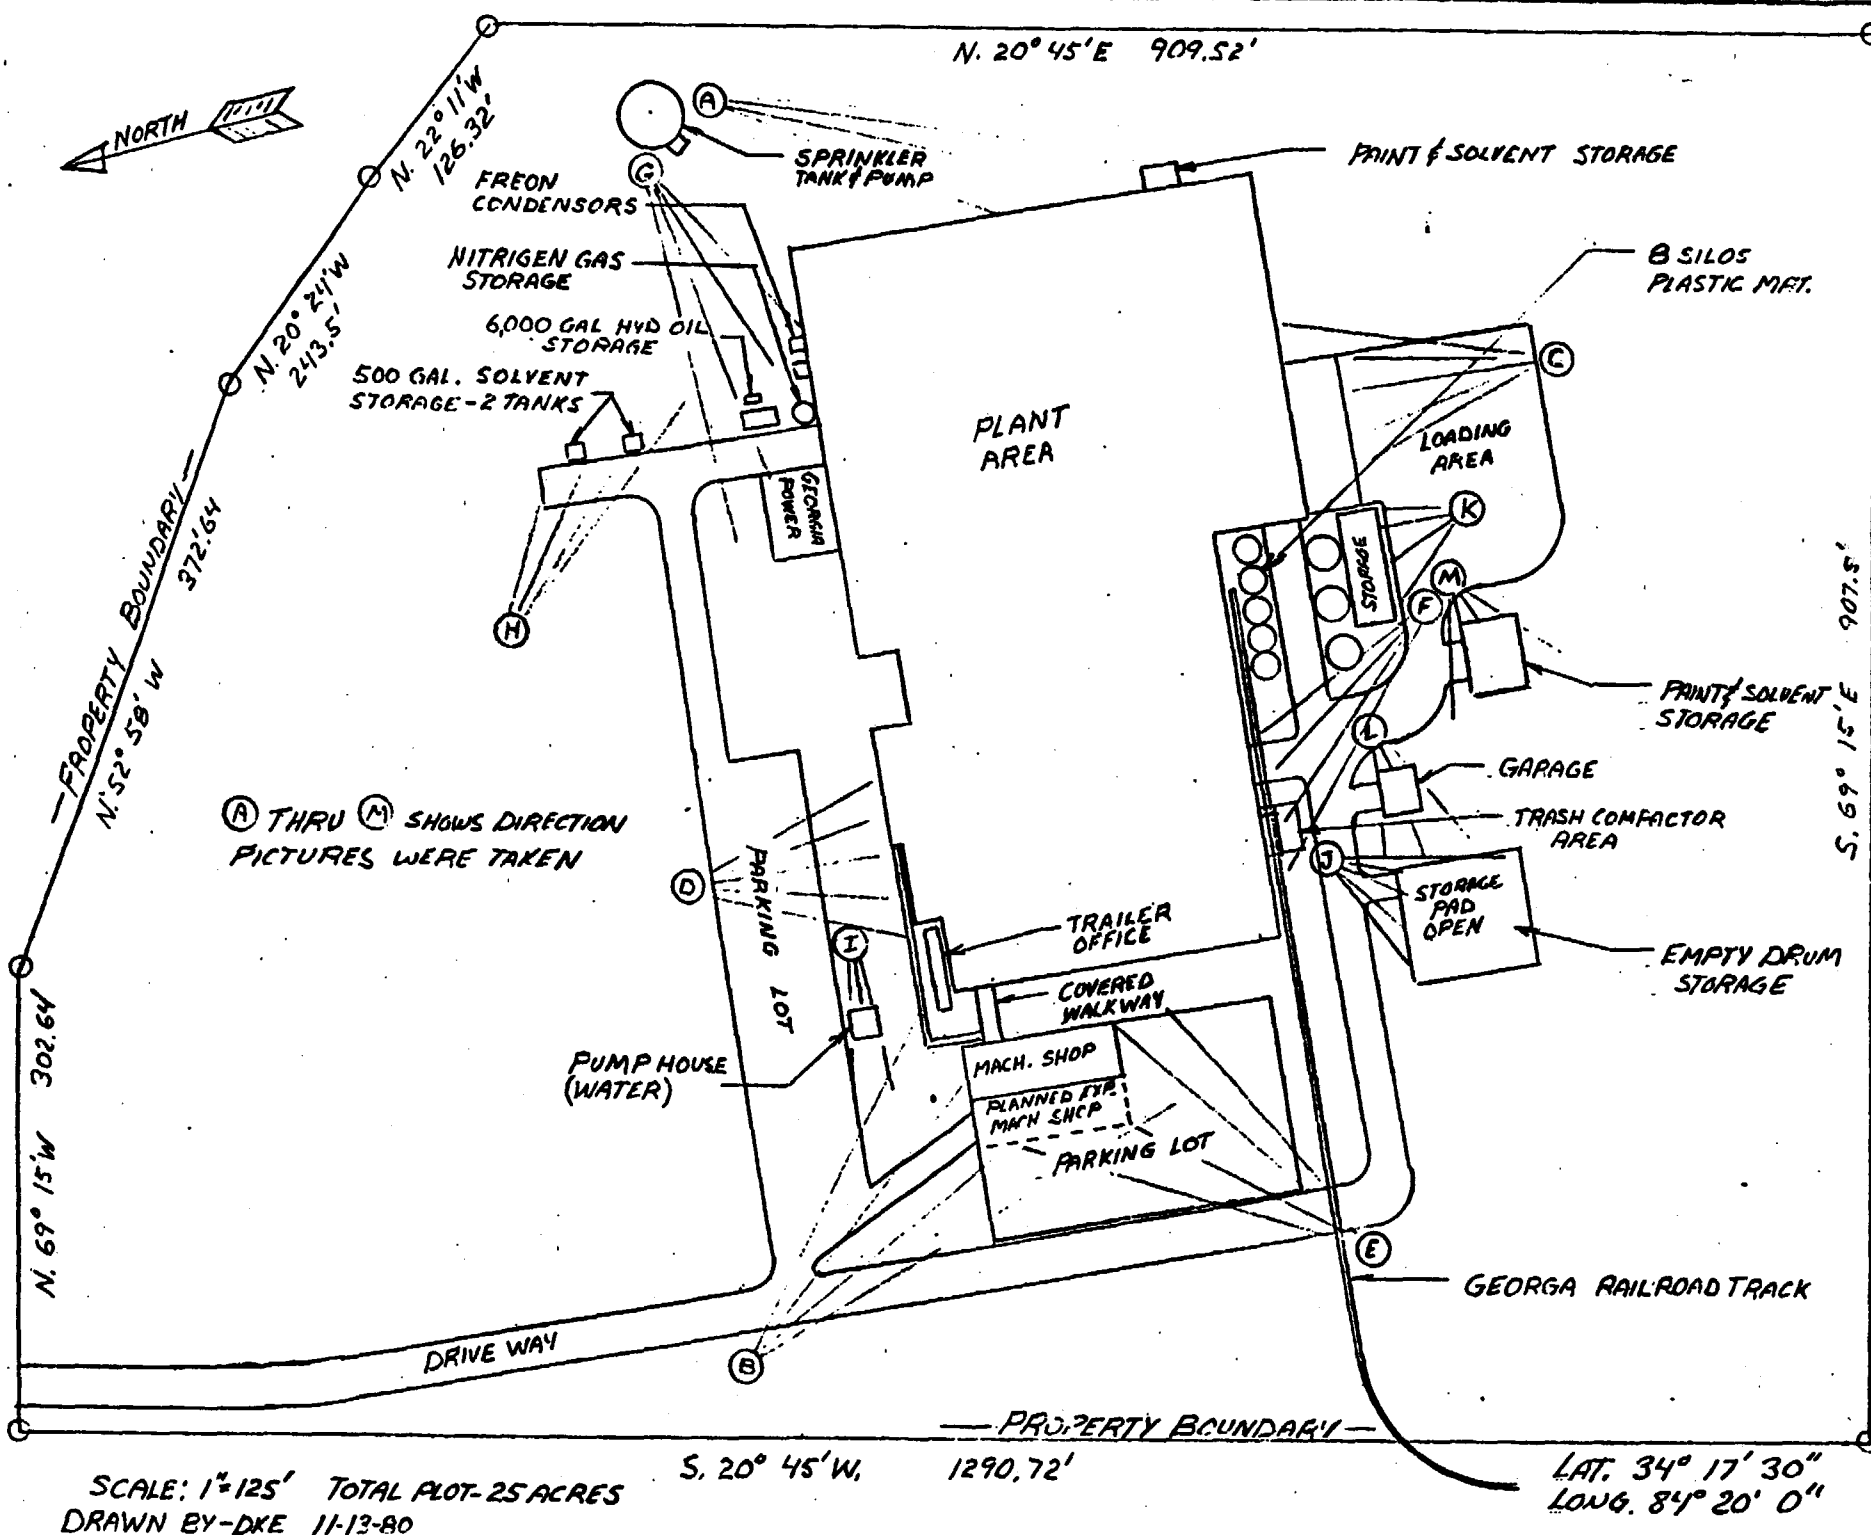 N. 20° 45' E 909.52'
NORTH
N. 22° 11' W
126.32'
A
SPRINKLER
TANK & PUMP
PAINT & SOLVENT STORAGE
G
FREON
CONDENSORS
NITRIGEN GAS
STORAGE
8 SILOS
PLASTIC MAT.
N. 20° 24' W
243.5'
6,000 GAL HYD OIL
STORAGE
500 GAL. SOLVENT
STORAGE-2 TANKS
C
PLANT
AREA
LOADING
AREA
GEORGIA
POWER
K
STORAGE
M
F
H
— PROPERTY BOUNDARY —
372.64
N. 52° 58' W
PAINT & SOLVENT
STORAGE
S. 69° 15' E 907.5'
L
GARAGE
A THRU M SHOWS DIRECTION
PICTURES WERE TAKEN
TRASH COMPACTOR
AREA
J
D
PARKING LOT
STORAGE
PAD
OPEN
TRAILER
OFFICE
I
EMPTY DRUM
STORAGE
COVERED
WALKWAY
N. 69° 15' W 302.64
PUMP HOUSE
(WATER)
MACH. SHOP
PLANNED EXP.
MACH SHOP
PARKING LOT
E
GEORGA RAILROAD TRACK
DRIVE WAY
B
— PROPERTY BOUNDARY —
S. 20° 45' W. 1290.72'
LAT. 34° 17' 30"
LONG. 84° 20' 0"
SCALE: 1"=125' TOTAL PLOT-25 ACRES
DRAWN BY-DKE 11-13-80